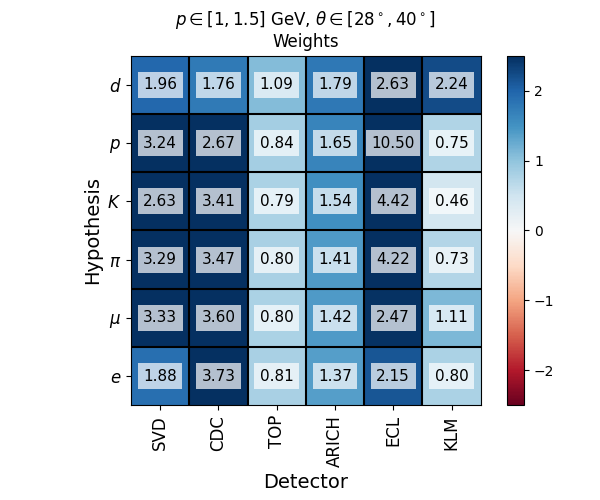 p ∈ [1, 1.5] GeV, θ ∈ [28°, 40°]
Weights
d 1.96 1.76 1.09 1.79 2.63 2.24
p 3.24 2.67 0.84 1.65 10.50 0.75
K 2.63 3.41 0.79 1.54 4.42 0.46
π 3.29 3.47 0.80 1.41 4.22 0.73
μ 3.33 3.60 0.80 1.42 2.47 1.11
e 1.88 3.73 0.81 1.37 2.15 0.80
Hypothesis
SVD CDC TOP ARICH ECL KLM
Detector
2
1
0
−1
−2